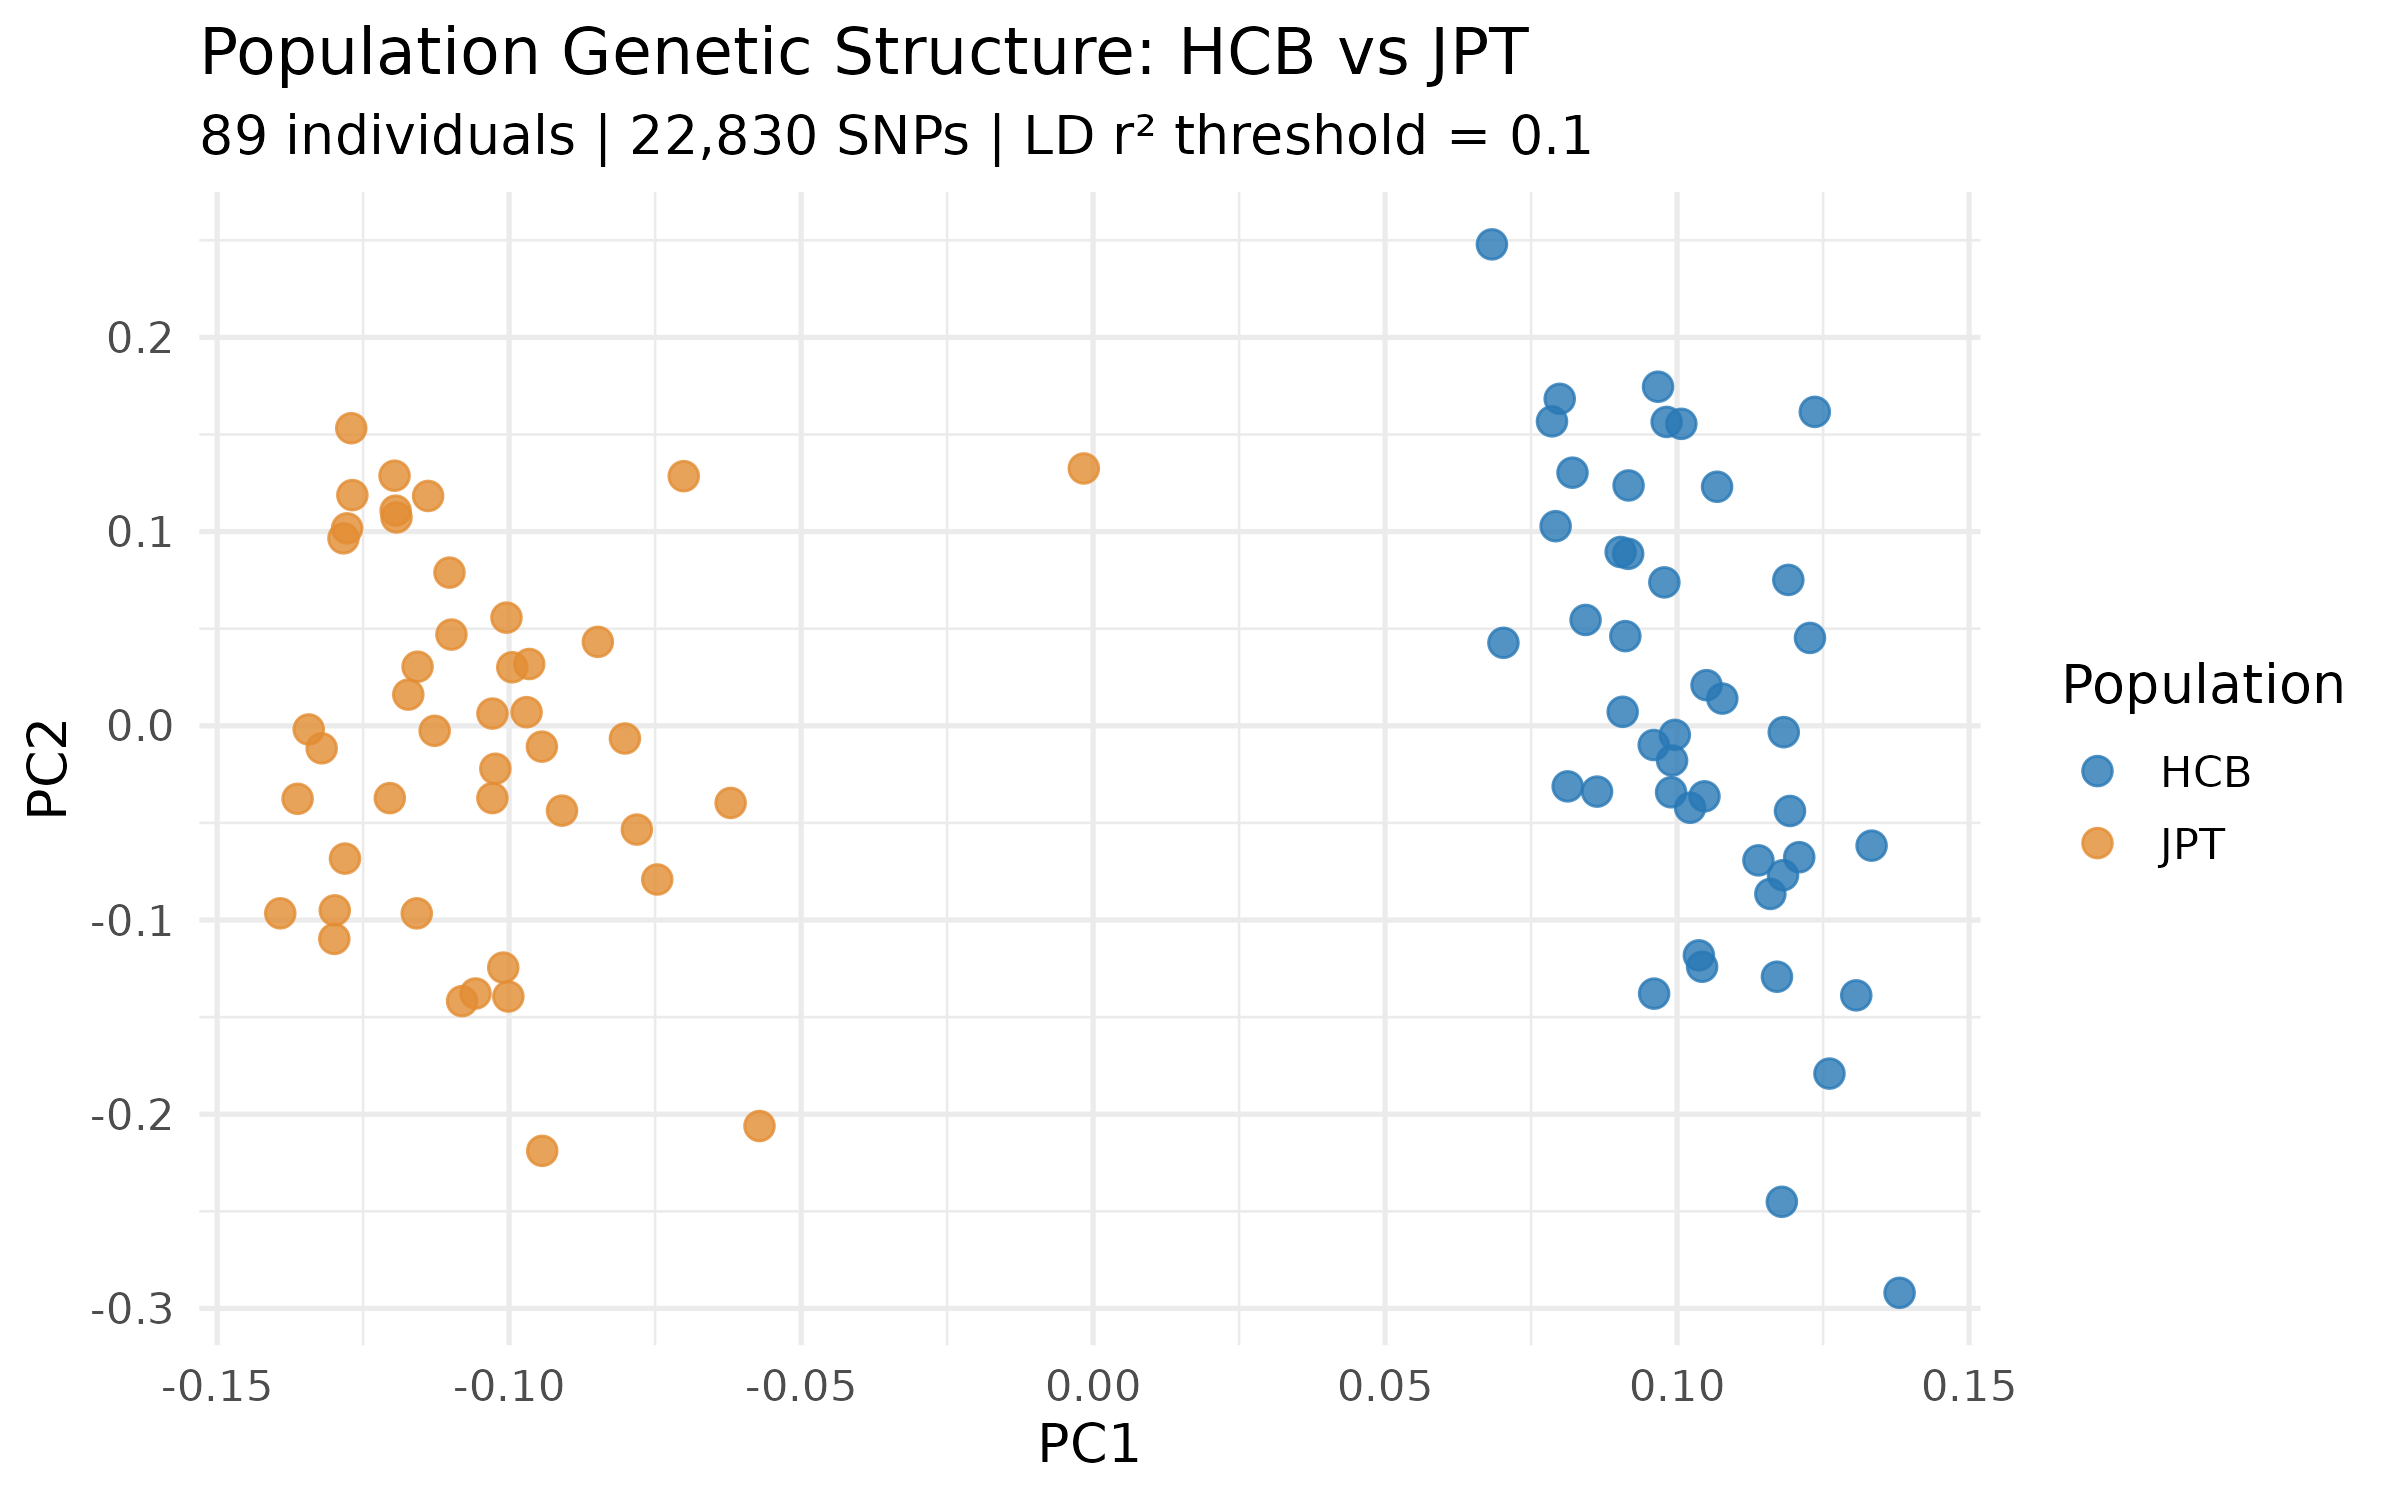 Population Genetic Structure: HCB vs JPT
89 individuals | 22,830 SNPs | LD r² threshold = 0.1
0.2
0.1
0.0
-0.1
-0.2
-0.3
PC2
-0.15 -0.10 -0.05 0.00 0.05 0.10 0.15
PC1
Population
HCB
JPT